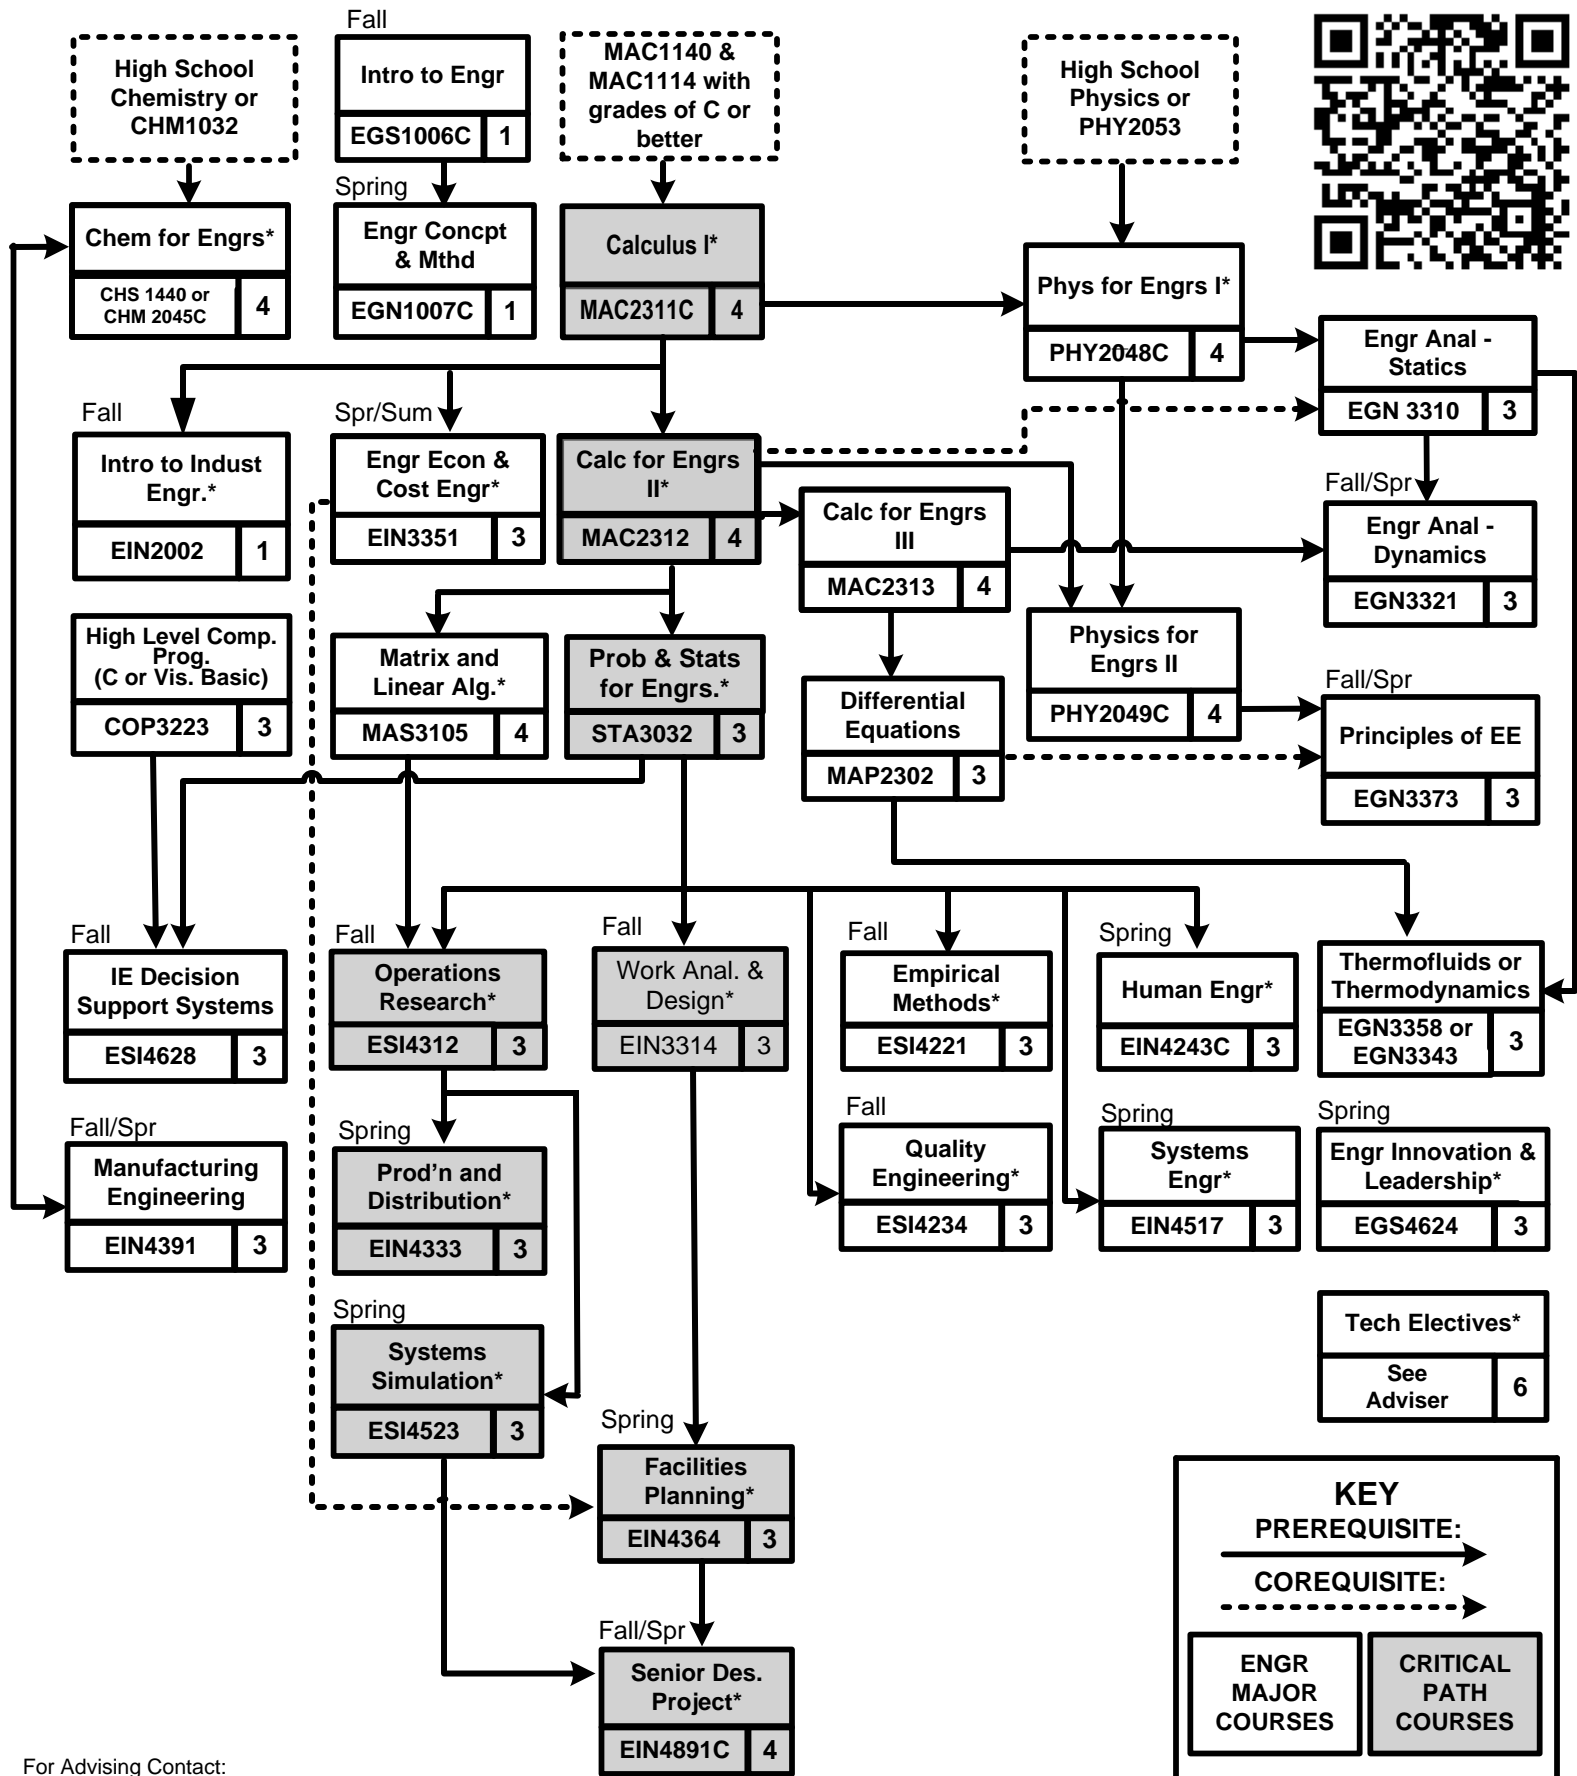 Fall
High School
Chemistry or
CHM1032
Intro to Engr
EGS1006C 1
MAC1140 &
MAC1114 with
grades of C or
better
High School
Physics or
PHY2053
Spring
Chem for Engrs*
CHS 1440 or
CHM 2045C
4
Engr Concpt
& Mthd
EGN1007C 1
Calculus I*
MAC2311C 4
Phys for Engrs I*
PHY2048C 4
Engr Anal -
Statics
EGN 3310 3
Fall
Intro to Indust
Engr.*
EIN2002 1
Spr/Sum
Engr Econ &
Cost Engr*
EIN3351 3
Calc for Engrs
II*
MAC2312 4
Calc for Engrs
III
MAC2313 4
Fall/Spr
Engr Anal -
Dynamics
EGN3321 3
High Level Comp.
Prog.
(C or Vis. Basic)
COP3223 3
Matrix and
Linear Alg.*
MAS3105 4
Prob & Stats
for Engrs.*
STA3032 3
Differential
Equations
MAP2302 3
Physics for
Engrs II
PHY2049C 4
Fall/Spr
Principles of EE
EGN3373 3
Fall
IE Decision
Support Systems
ESI4628 3
Fall
Operations
Research*
ESI4312 3
Fall
Work Anal. &
Design*
EIN3314 3
Fall
Empirical
Methods*
ESI4221 3
Spring
Human Engr*
EIN4243C 3
Thermofluids or
Thermodynamics
EGN3358 or
EGN3343
3
Fall/Spr
Manufacturing
Engineering
EIN4391 3
Spring
Prod'n and
Distribution*
EIN4333 3
Fall
Quality
Engineering*
ESI4234 3
Spring
Systems
Engr*
EIN4517 3
Spring
Engr Innovation &
Leadership*
EGS4624 3
Spring
Systems
Simulation*
ESI4523 3
Tech Electives*
See
Adviser
6
Spring
Facilities
Planning*
EIN4364 3
Fall/Spr
Senior Des.
Project*
EIN4891C 4
KEY
PREREQUISITE:
COREQUISITE:
ENGR
MAJOR
COURSES
CRITICAL
PATH
COURSES
For Advising Contact: